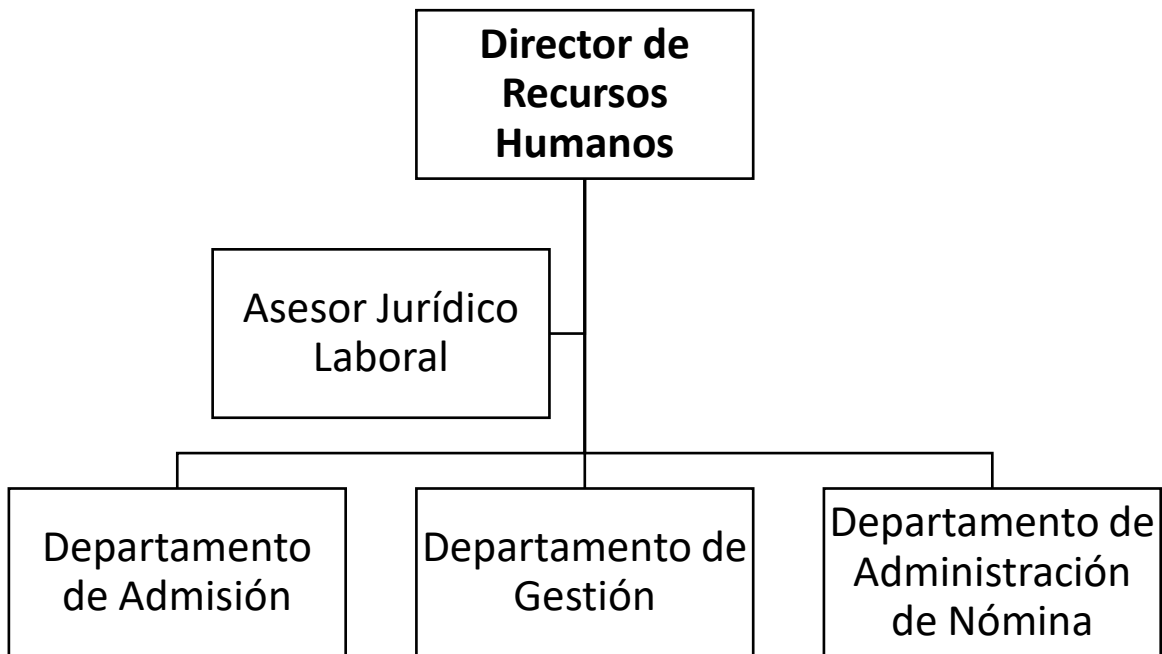 Director de
Recursos
Humanos
Asesor Jurídico
Laboral
Departamento
de Admisión
Departamento de
Gestión
Departamento de
Administración
de Nómina